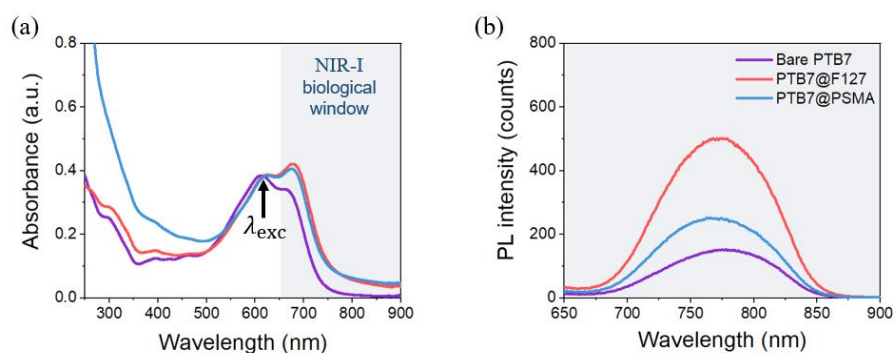 (a)
0.8
0.6
0.4
0.2
0.0
Absorbance (a.u.)
NIR-I
biological
window
λexc
300 400 500 600 700 800 900
Wavelength (nm)
(b)
800
600
400
200
0
PL intensity (counts)
Bare PTB7
PTB7@F127
PTB7@PSMA
650 700 750 800 850 900
Wavelength (nm)